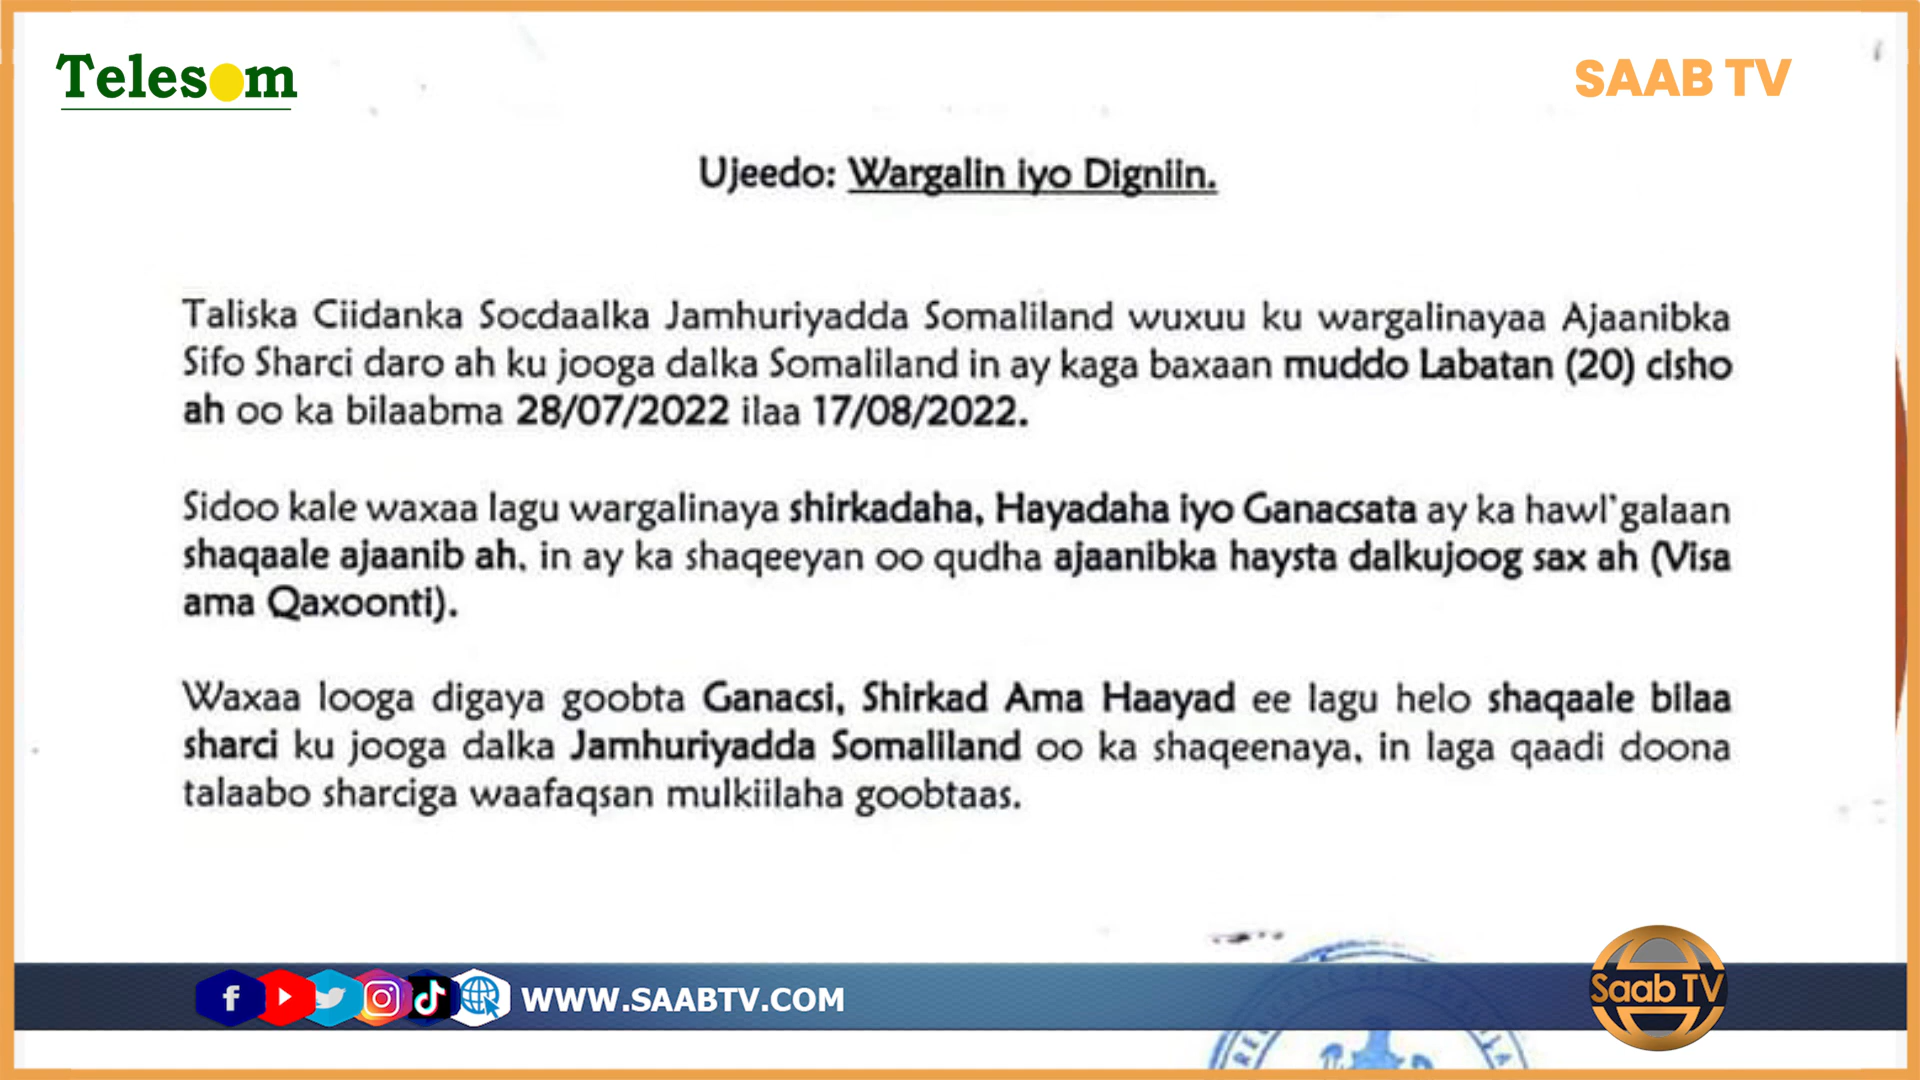 Telesom
SAAB TV
Ujeedo: Wargalin iyo Digniin.
Taliska Ciidanka Socdaalka Jamhuriyadda Somaliland wuxuu ku wargalinayaa Ajaanibka
Sifo Sharci daro ah ku jooga dalka Somaliland in ay kaga baxaan muddo Labatan (20) cisho
ah oo ka bilaabma 28/07/2022 ilaa 17/08/2022.
Sidoo kale waxaa lagu wargalinaya shirkadaha, Hayadaha iyo Ganacsata ay ka hawl'galaan
shaqaale ajaanib ah, in ay ka shaqeeyan oo qudha ajaanibka haysta dalkujoog sax ah (Visa
ama Qaxoonti).
Waxaa looga digaya goobta Ganacsi, Shirkad Ama Haayad ee lagu helo shaqaale bilaa
sharci ku jooga dalka Jamhuriyadda Somaliland oo ka shaqeenaya, in laga qaadi doona
talaabo sharciga waafaqsan mulkiilaha goobtaas.
WWW.SAABTV.COM
Saab TV